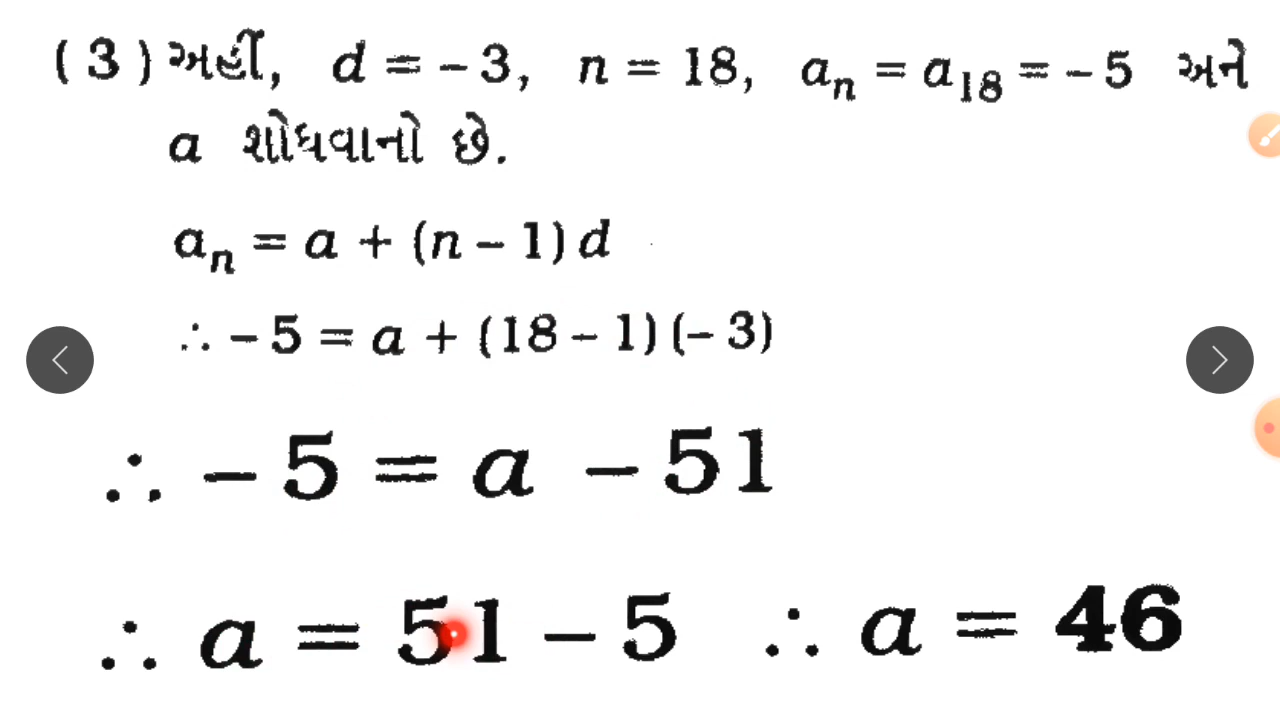 (3) અહીં, d = – 3, n = 18, aₙ = a₁₈ = – 5 અને
a શોધવાનો છે.
aₙ = a + (n – 1) d
∴ – 5 = a + (18 – 1) (– 3)
∴ – 5 = a – 51
∴ a = 51 – 5 ∴ a = 46